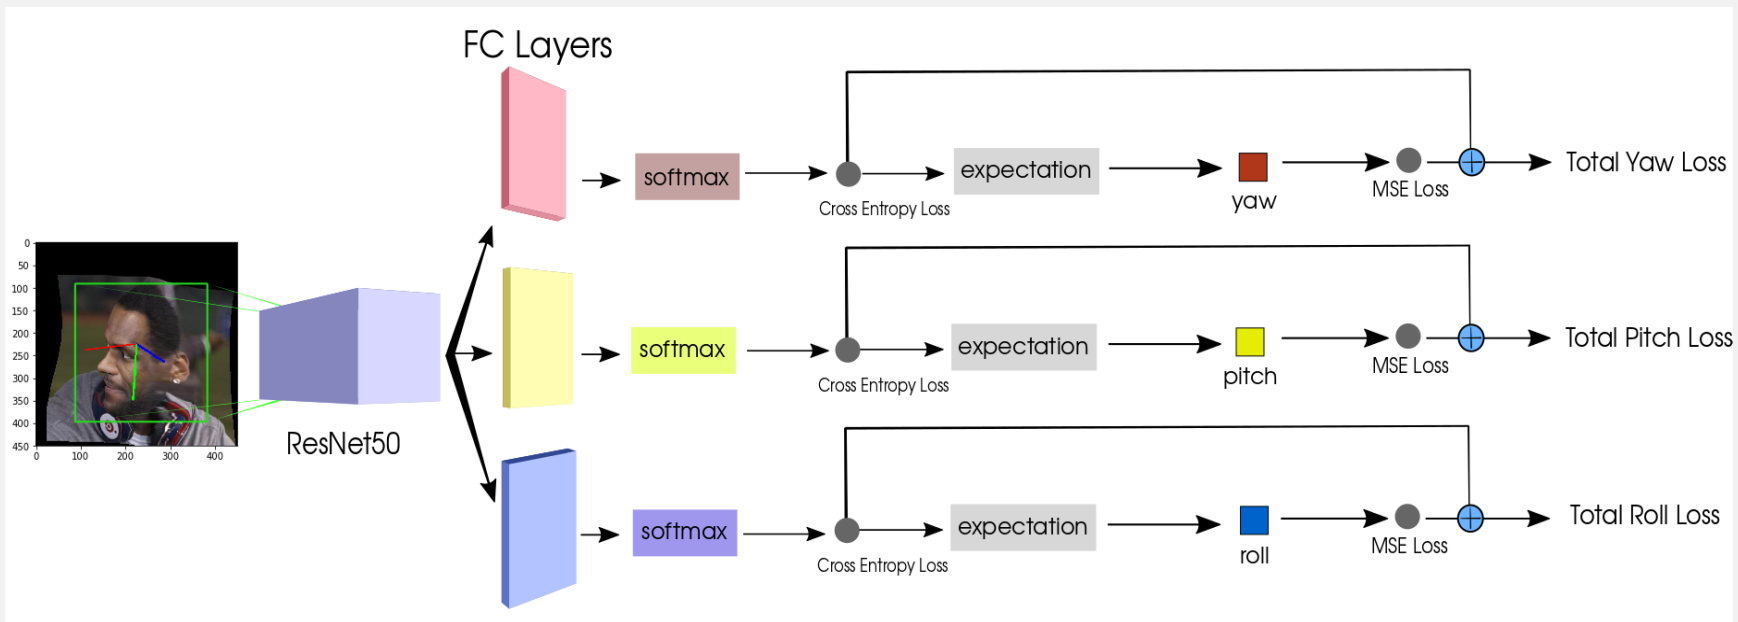 FC Layers
softmax
Cross Entropy Loss
expectation
yaw
MSE Loss
Total Yaw Loss
0
50
100
150
200
250
300
350
400
450
0
100
200
300
400
ResNet50
softmax
Cross Entropy Loss
expectation
pitch
MSE Loss
Total Pitch Loss
softmax
Cross Entropy Loss
expectation
roll
MSE Loss
Total Roll Loss